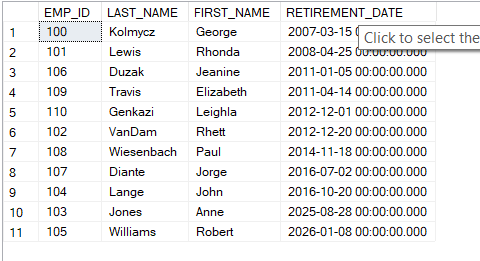 EMP_ID LAST_NAME FIRST_NAME RETIREMENT_DATE
1 100 Kolmycz George 2007-03-15 0
Click to select the
2 101 Lewis Rhonda 2008-04-25 00:00:00.000
3 106 Duzak Jeanine 2011-01-05 00:00:00.000
4 109 Travis Elizabeth 2011-04-14 00:00:00.000
5 110 Genkazi Leighla 2012-12-01 00:00:00.000
6 102 VanDam Rhett 2012-12-20 00:00:00.000
7 108 Wiesenbach Paul 2014-11-18 00:00:00.000
8 107 Diante Jorge 2016-07-02 00:00:00.000
9 104 Lange John 2016-10-20 00:00:00.000
10 103 Jones Anne 2025-08-28 00:00:00.000
11 105 Williams Robert 2026-01-08 00:00:00.000